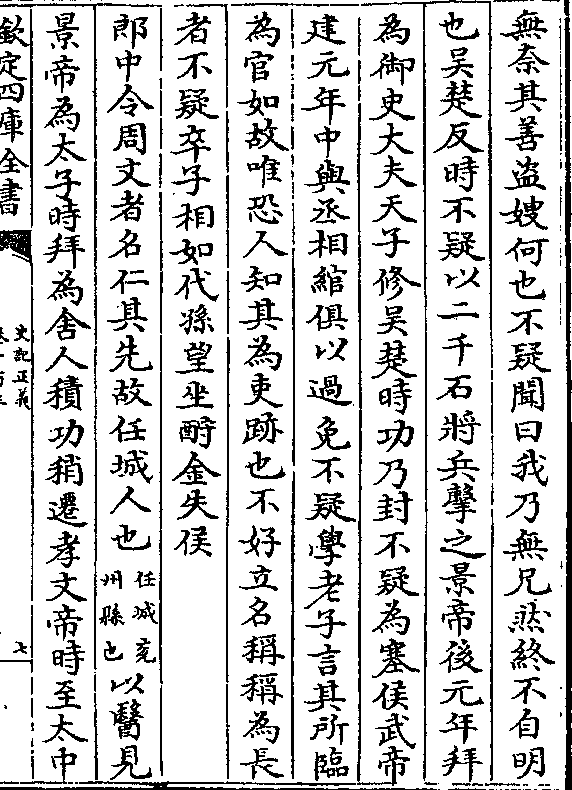 無奈其善盜嫂何也不疑聞曰我乃無兄然終不自明
也吳楚反時不疑以二千石將兵擊之景帝後元年拜
為御史大夫天子修吳楚時功乃封不疑為塞侯武帝
建元年中與丞相綰俱以過免不疑學老子言其所臨
為官如故唯恐人知其為吏跡也不好立名稱稱為長
者不疑卒子相如代孫望坐酎金失侯
郎中令周文者名仁其先故任城人也任城兖州縣也以醫見
景帝為太子時拜為舍人積功稍遷孝文帝時至太中
欽定四庫全書
史記正義
七